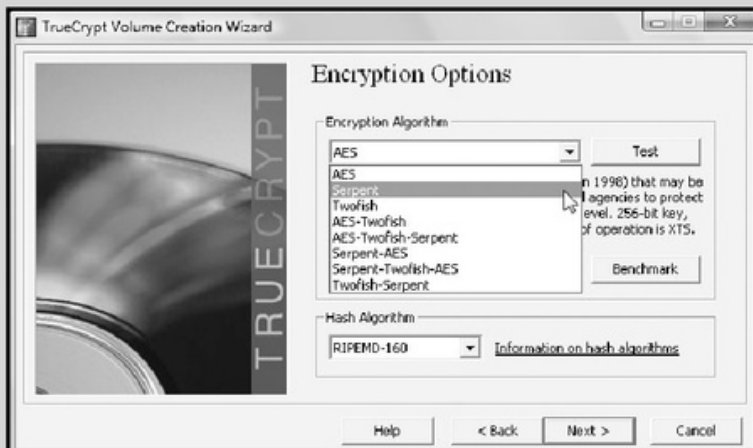 TrueCrypt Volume Creation Wizard
TRUECRYPT
Encryption Options
Encryption Algorithm
AES
Test
AES
Serpent
Twofish
AES-Twofish
AES-Twofish-Serpent
Serpent-AES
Serpent-Twofish-AES
Twofish-Serpent
n 1998) that may be
agencies to protect
evel. 256-bit key,
of operation is XTS.
Benchmark
Hash Algorithm
RIPEMD-160
Information on hash algorithms
Help
< Back
Next >
Cancel